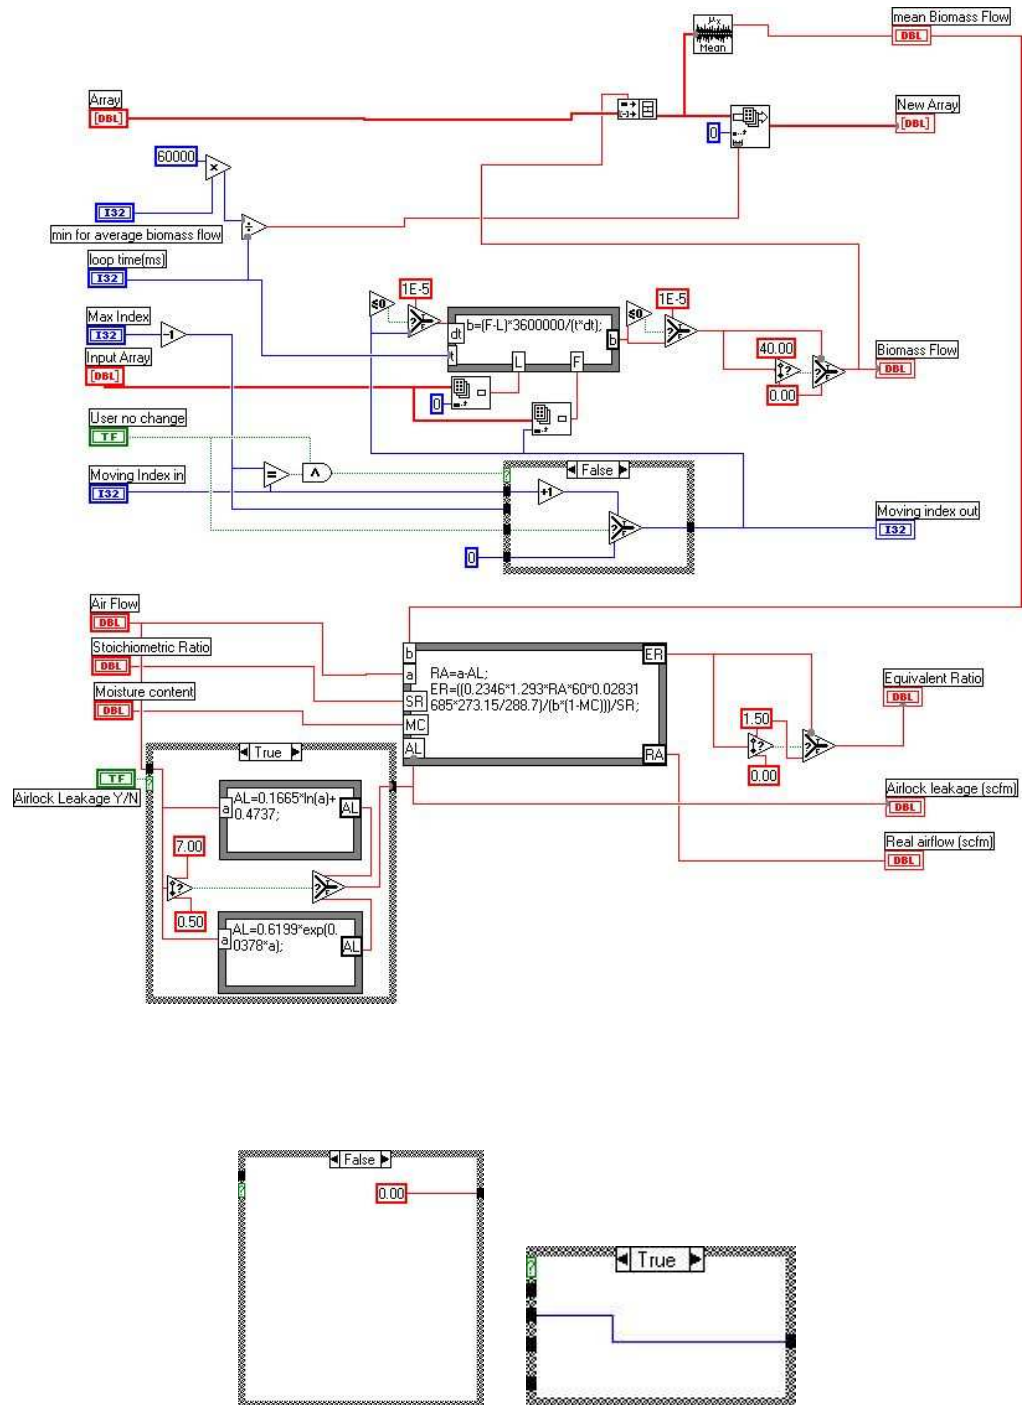 μx
Mean
mean Biomass Flow
DBL
Array
[DBL]
New Array
[DBL]
0
60000
×
I32
min for average biomass flow
÷
loop time(ms)
I32
Max Index
I32
-1
Input Array
[DBL]
≤0
1E-5
?
T
F
dt
t
b=(F-L)*3600000/(t*dt);
b
L
F
≤0
1E-5
?
T
F
40.00
?
0.00
?
T
F
Biomass Flow
DBL
0
User no change
TF
Moving Index in
I32
=
∧
False
?
+1
?
T
F
0
Moving index out
I32
Air Flow
DBL
Stoichiometric Ratio
DBL
Moisture content
DBL
b
a
SR
MC
AL
RA=a-AL;
ER=((0.2346*1.293*RA*60*0.02831
685*273.15/288.7)/(b*(1-MC)))/SR;
ER
RA
Equivalent Ratio
DBL
1.50
?
0.00
?
T
F
Airlock leakage (scfm)
DBL
Real airflow (scfm)
DBL
TF
Airlock Leakage Y/N
True
?
a
AL=0.1665*ln(a)+
0.4737;
AL
7.00
?
0.50
?
T
F
a
AL=0.6199*exp(0.
0378*a);
AL
False
?
0.00
True
?